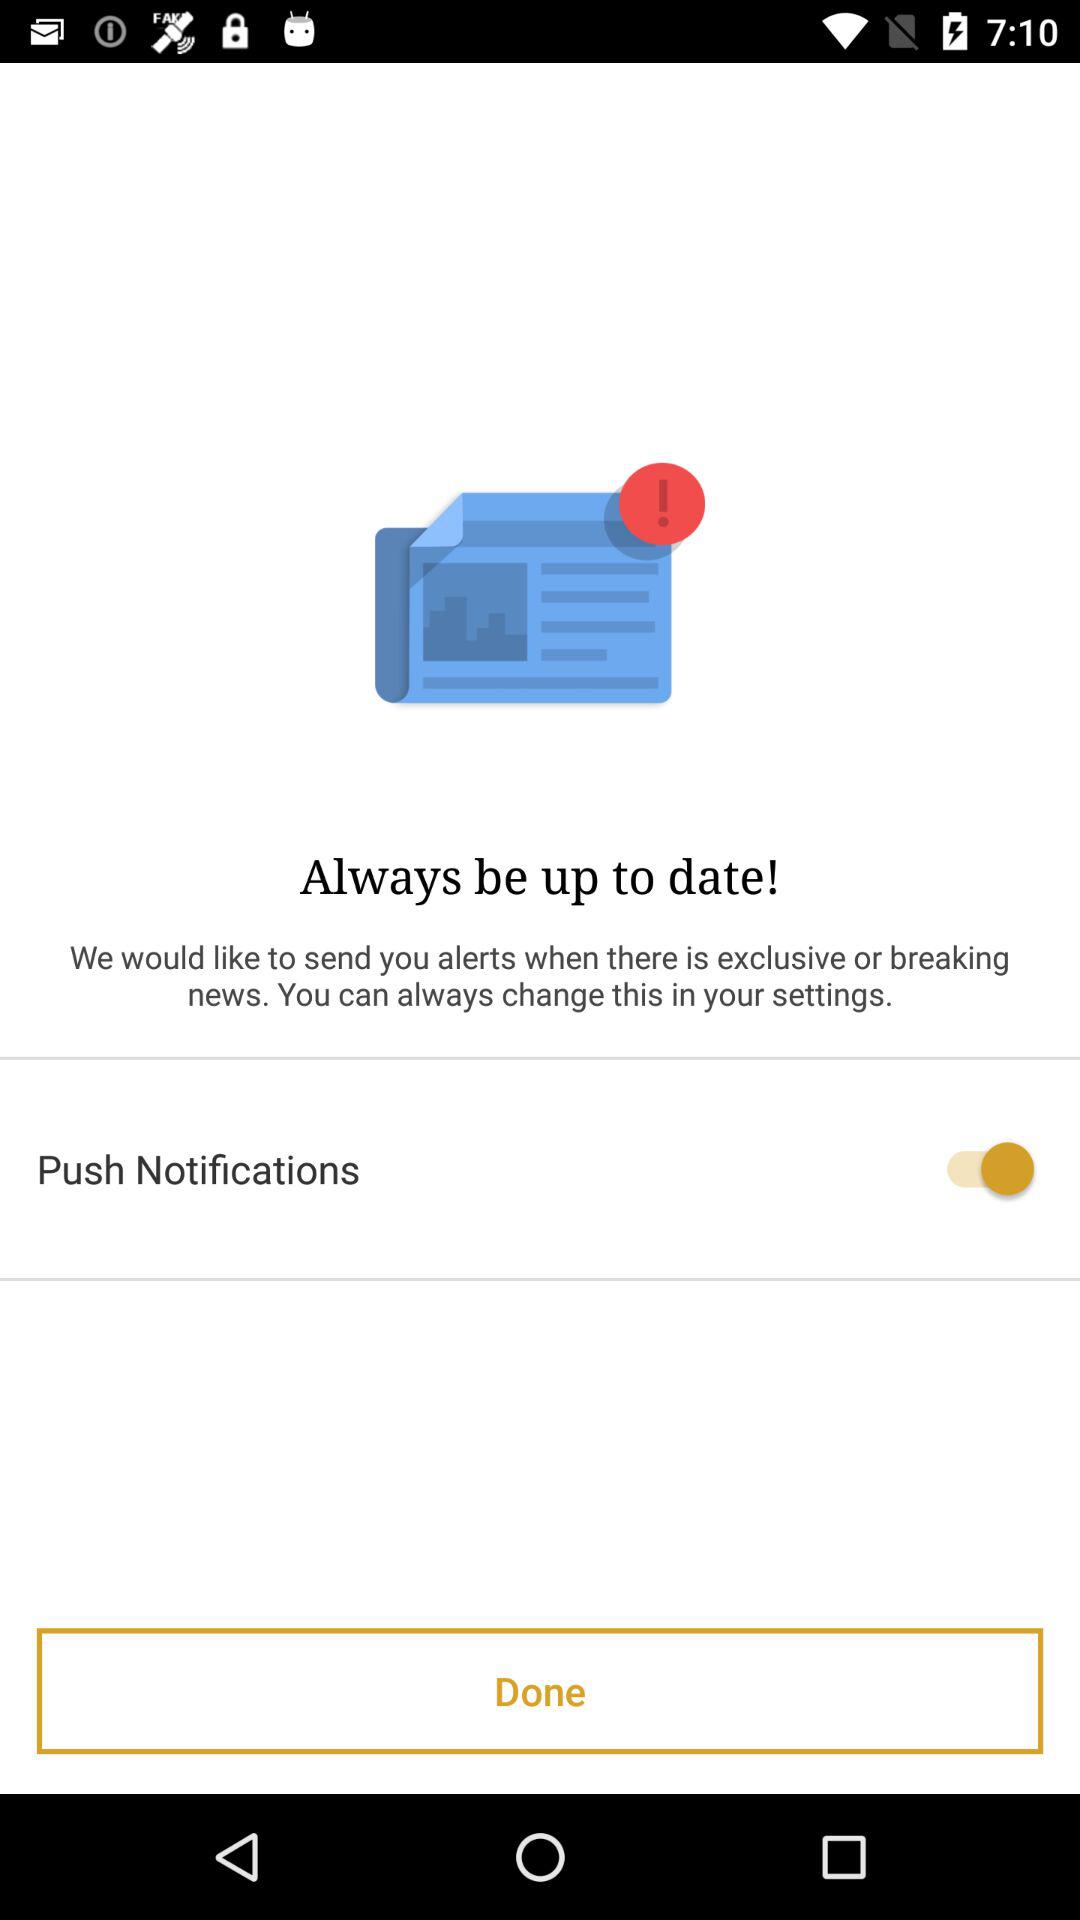 FAKE
7:10
Always be up to date!
We would like to send you alerts when there is exclusive or breaking
news. You can always change this in your settings.
Push Notifications
Done